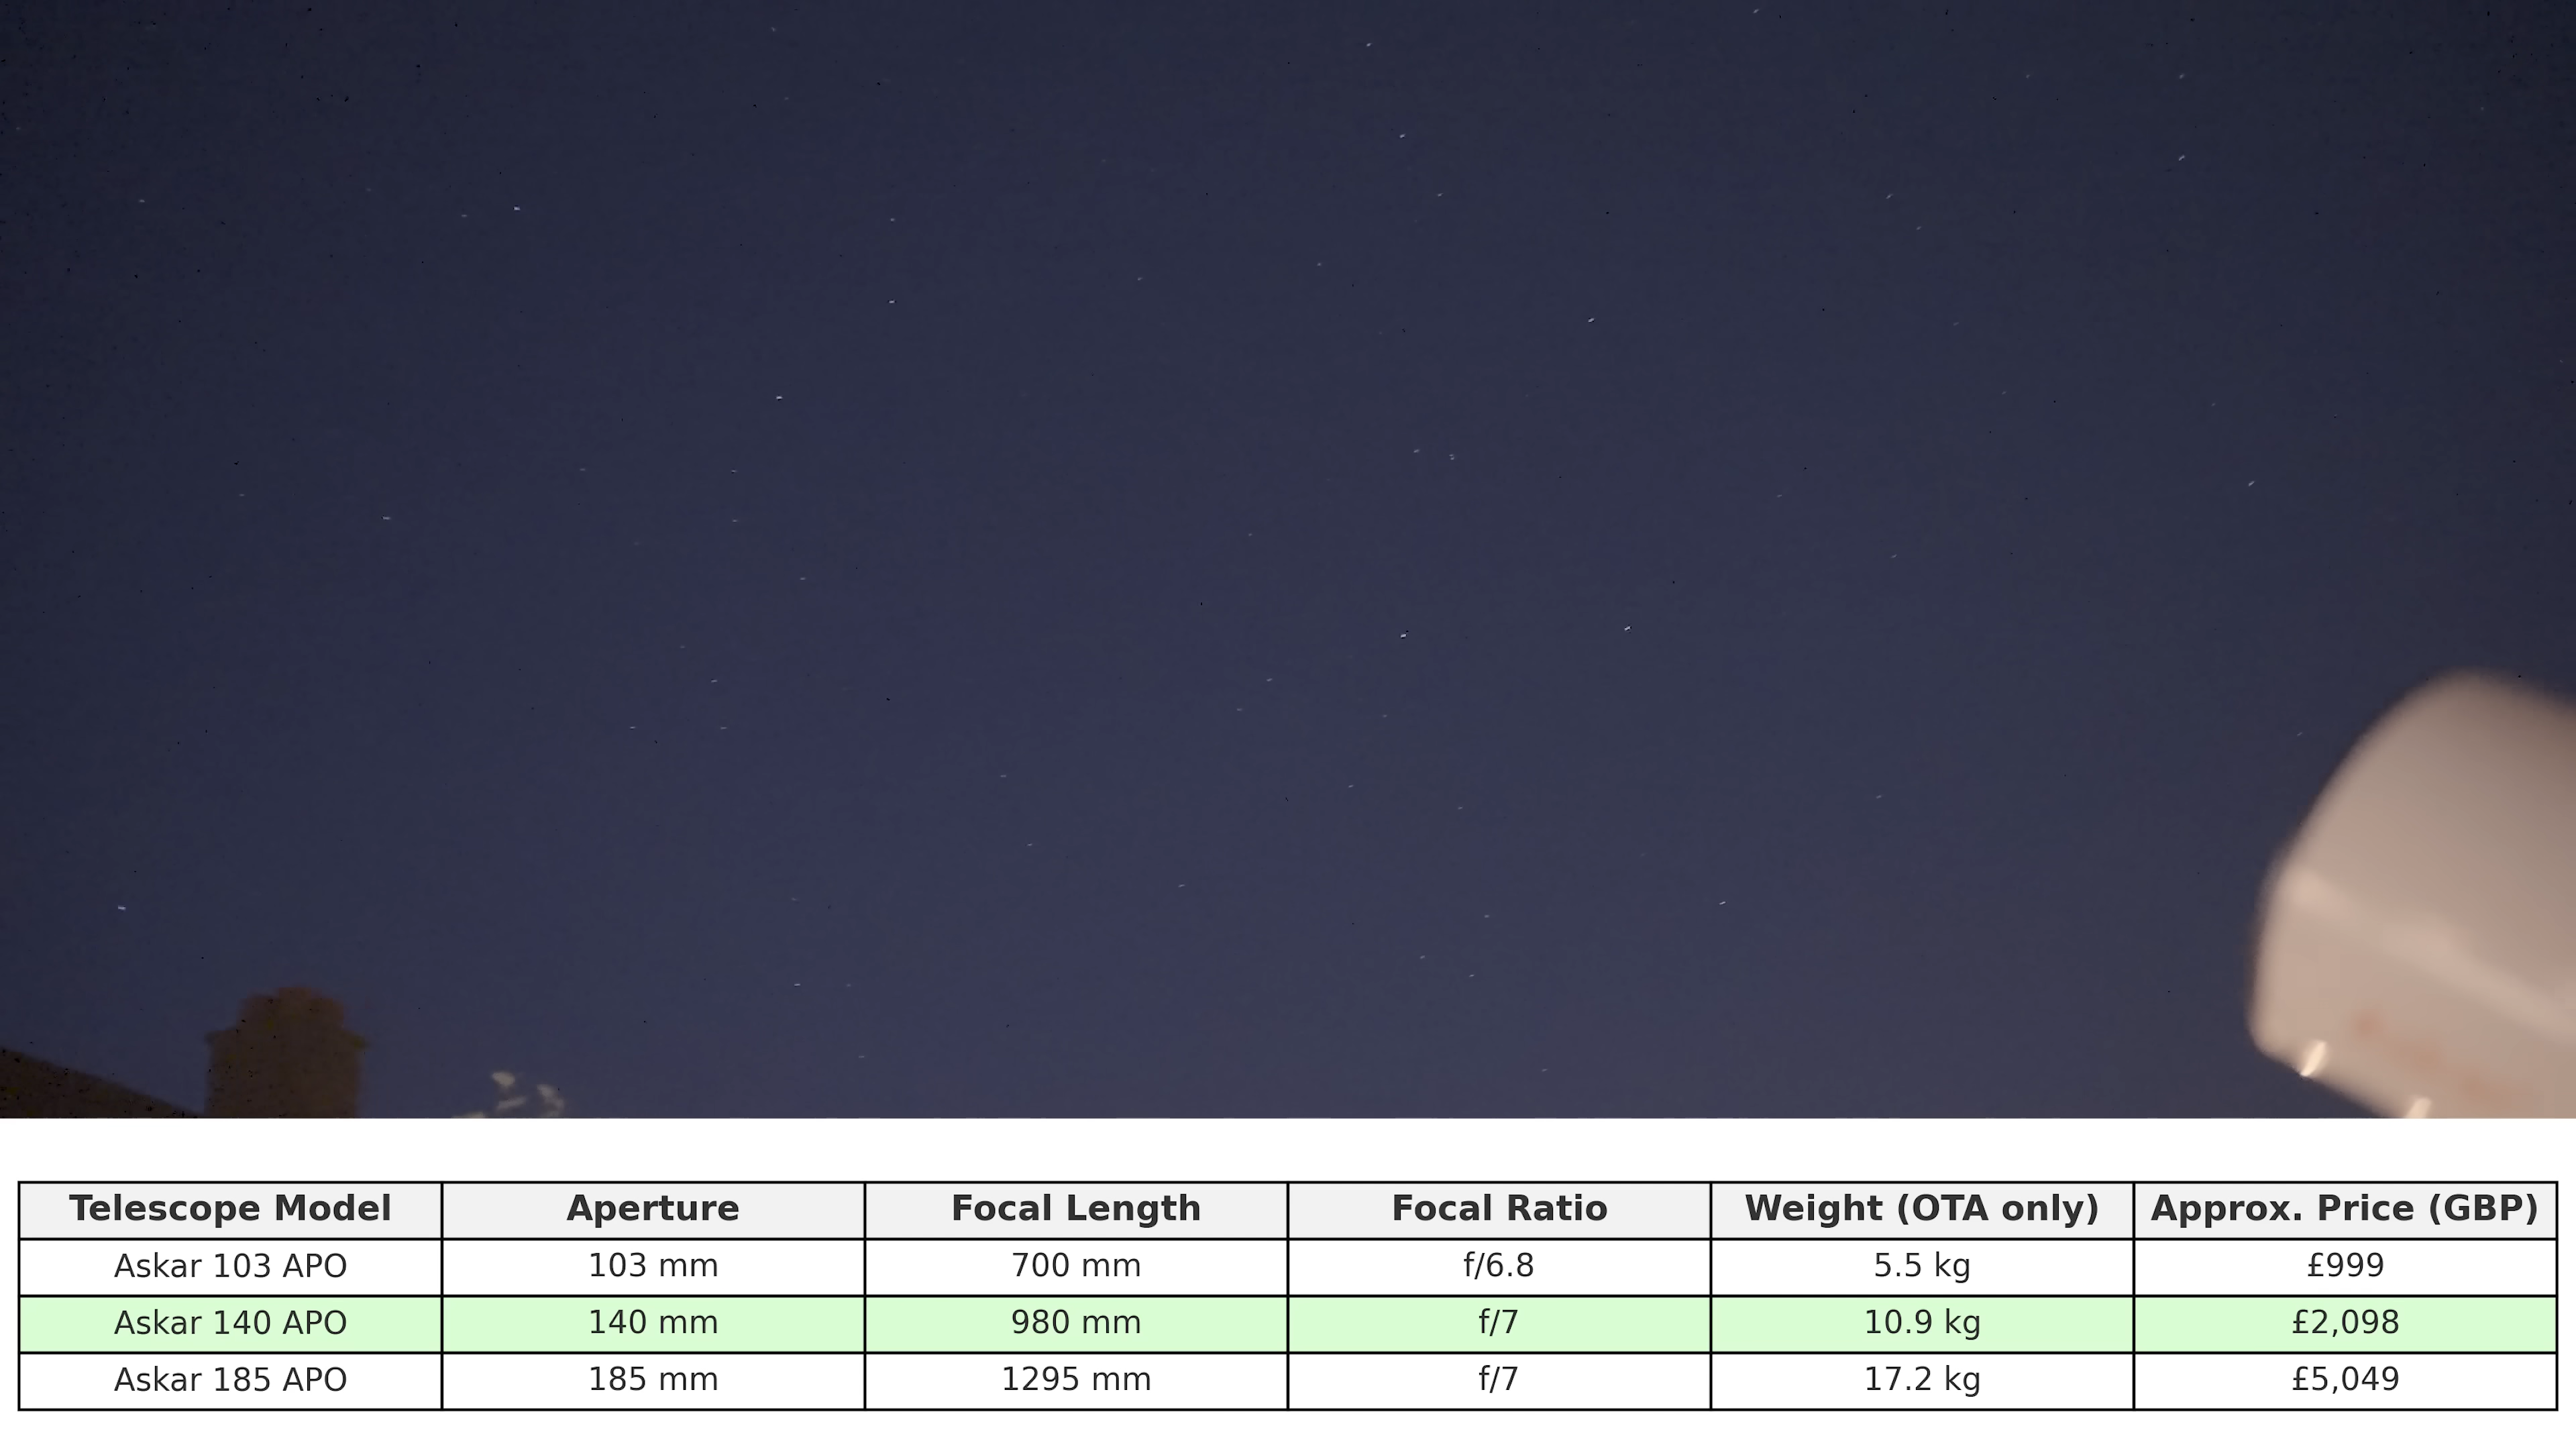 Telescope Model Aperture Focal Length Focal Ratio Weight (OTA only) Approx. Price (GBP)
Askar 103 APO 103 mm 700 mm f/6.8 5.5 kg £999
Askar 140 APO 140 mm 980 mm f/7 10.9 kg £2,098
Askar 185 APO 185 mm 1295 mm f/7 17.2 kg £5,049